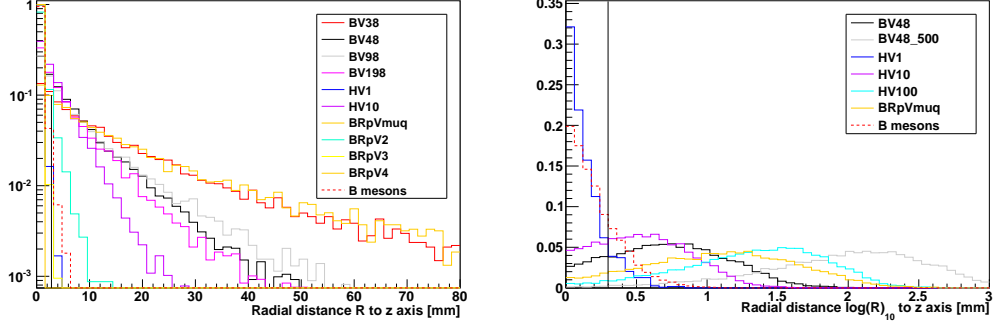 1
10⁻¹
10⁻²
10⁻³
0 10 20 30 40 50 60 70 80
Radial distance R to z axis [mm]
BV38
BV48
BV98
BV198
HV1
HV10
BRpVmuq
BRpV2
BRpV3
BRpV4
B mesons
0.35
0.3
0.25
0.2
0.15
0.1
0.05
0
0 0.5 1 1.5 2 2.5 3
Radial distance log(R)₁₀ to z axis [mm]
BV48
BV48_500
HV1
HV10
HV100
BRpVmuq
B mesons